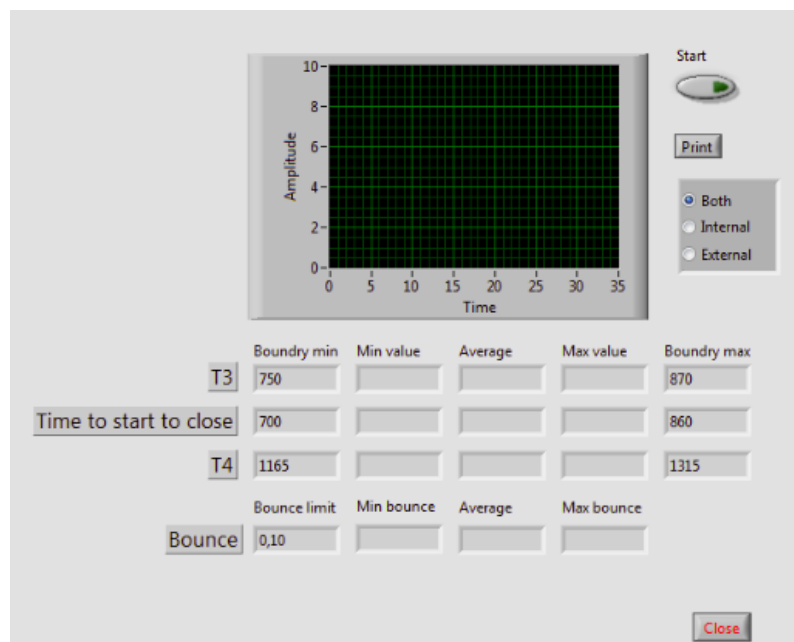 Start
10
8
6
4
2
0
Amplitude
0 5 10 15 20 25 30 35
Time
Print
Both
Internal
External
Boundry min Min value Average Max value Boundry max
T3 750 870
Time to start to close 700 860
T4 1165 1315
Bounce limit Min bounce Average Max bounce
Bounce 0,10
Close